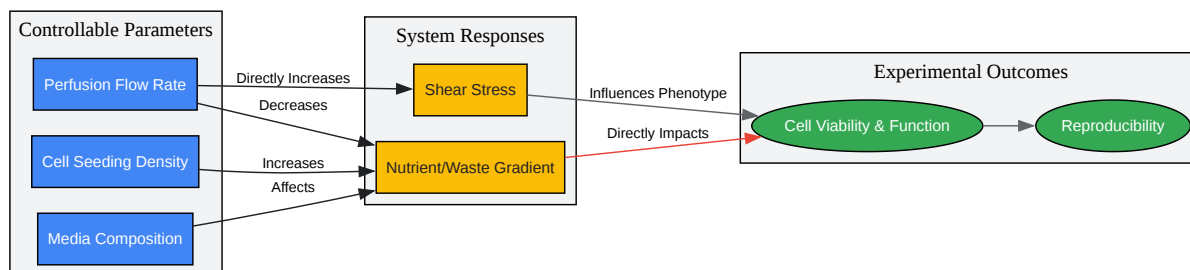 Controllable Parameters
Perfusion Flow Rate
Cell Seeding Density
Media Composition
Directly Increases
Decreases
Increases
Affects
System Responses
Shear Stress
Nutrient/Waste Gradient
Influences Phenotype
Directly Impacts
Experimental Outcomes
Cell Viability & Function
Reproducibility